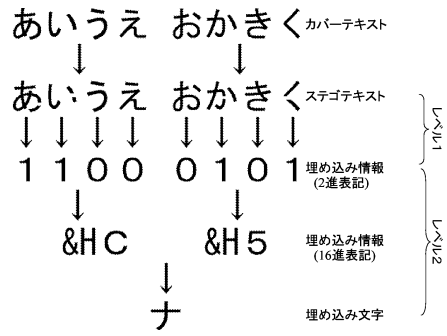 あいうえ おかきく カバーテキスト
あいうえ おかきく ステゴテキスト
レベル1
1 1 0 0 0 1 0 1 埋め込み情報
(2進表記)
&HC &H5 埋め込み情報
(16進表記)
レベル2
ナ 埋め込み文字